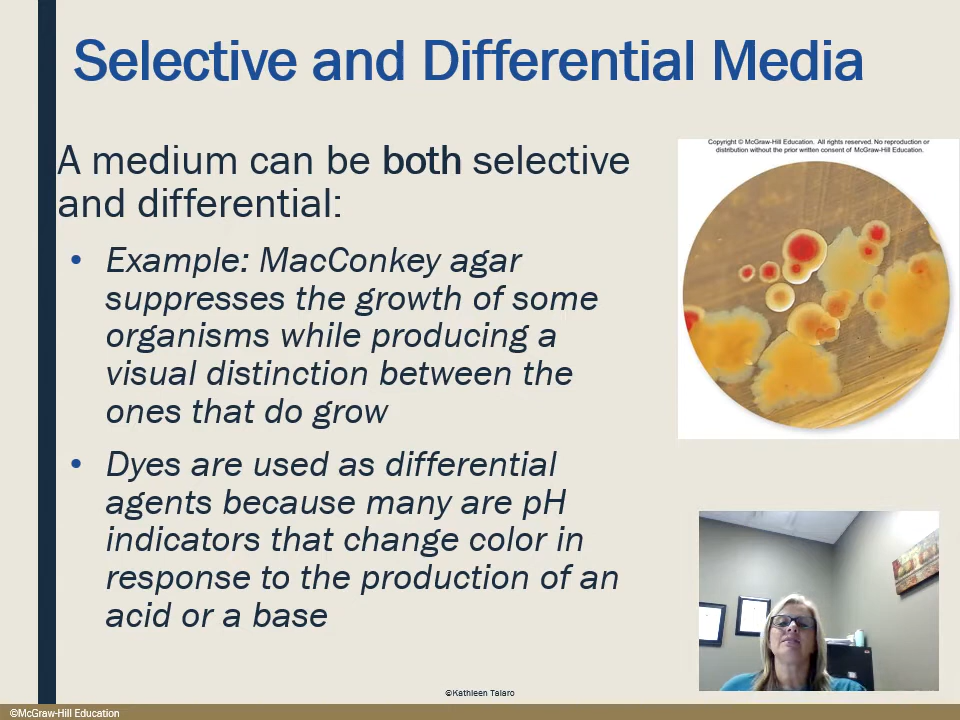 Selective and Differential Media
A medium can be both selective
and differential:
Copyright © McGraw-Hill Education. All rights reserved. No reproduction or
distribution without the prior written consent of McGraw-Hill Education.
• Example: MacConkey agar
suppresses the growth of some
organisms while producing a
visual distinction between the
ones that do grow
• Dyes are used as differential
agents because many are pH
indicators that change color in
response to the production of an
acid or a base
©Kathleen Talaro
©McGraw-Hill Education